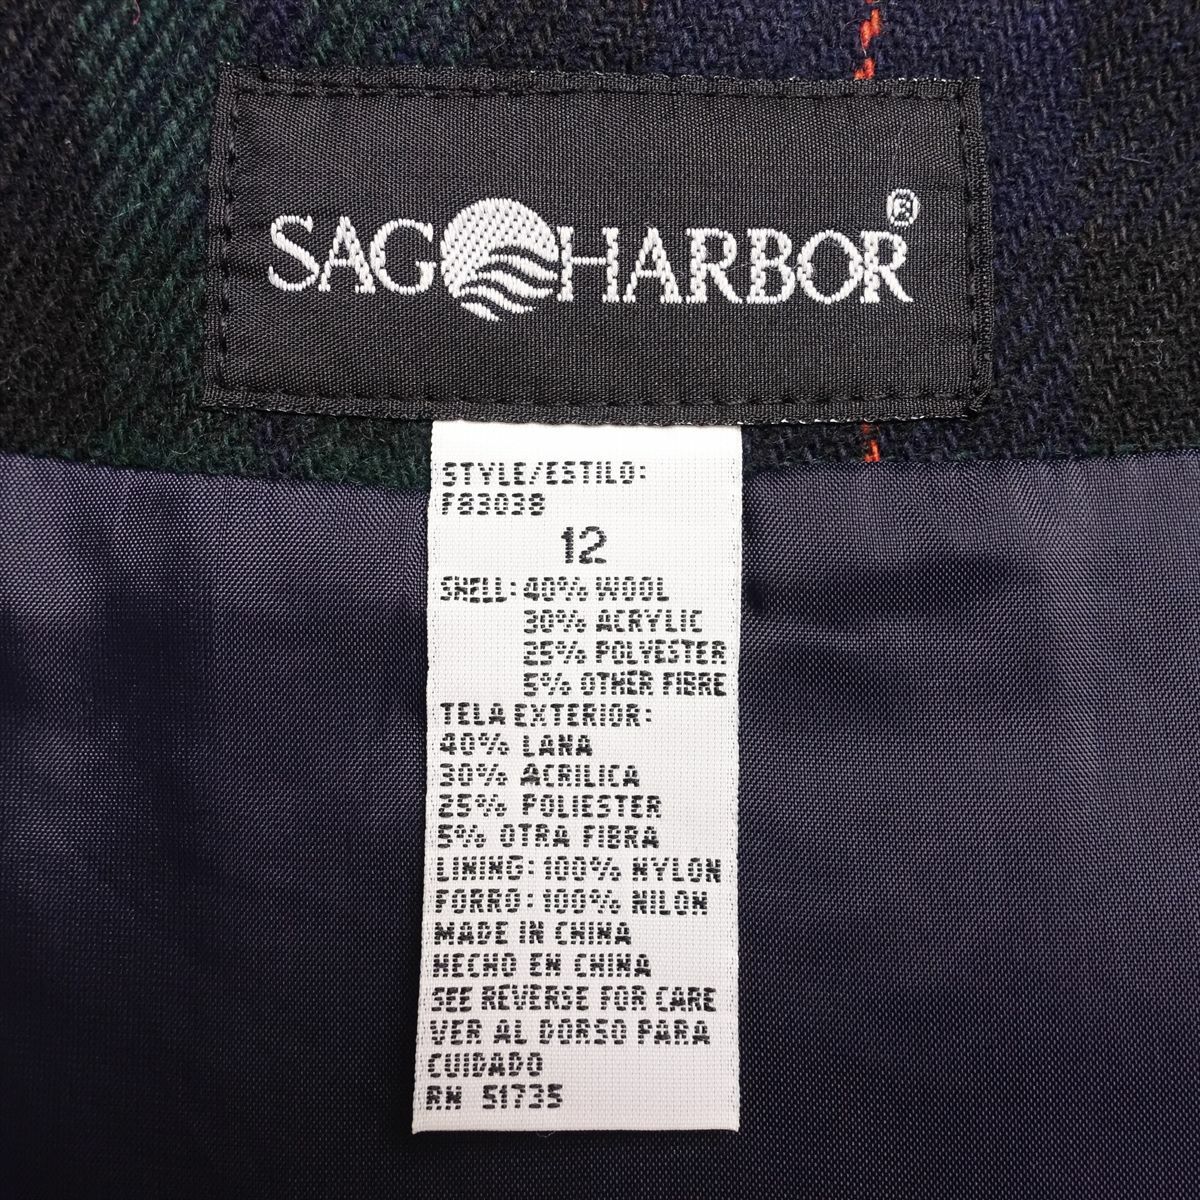 SAG HARBOR®
STYLE/ESTILO:
F83038
12
SHELL: 40% WOOL
30% ACRYLIC
25% POLYESTER
5% OTHER FIBRE
TELA EXTERIOR:
40% LANA
30% ACRILICA
25% POLIESTER
5% OTRA FIBRA
LINING: 100% NYLON
FORRO: 100% NILON
MADE IN CHINA
HECHO EN CHINA
SEE REVERSE FOR CARE
VER AL DORSO PARA
CUIDADO
RN 51735